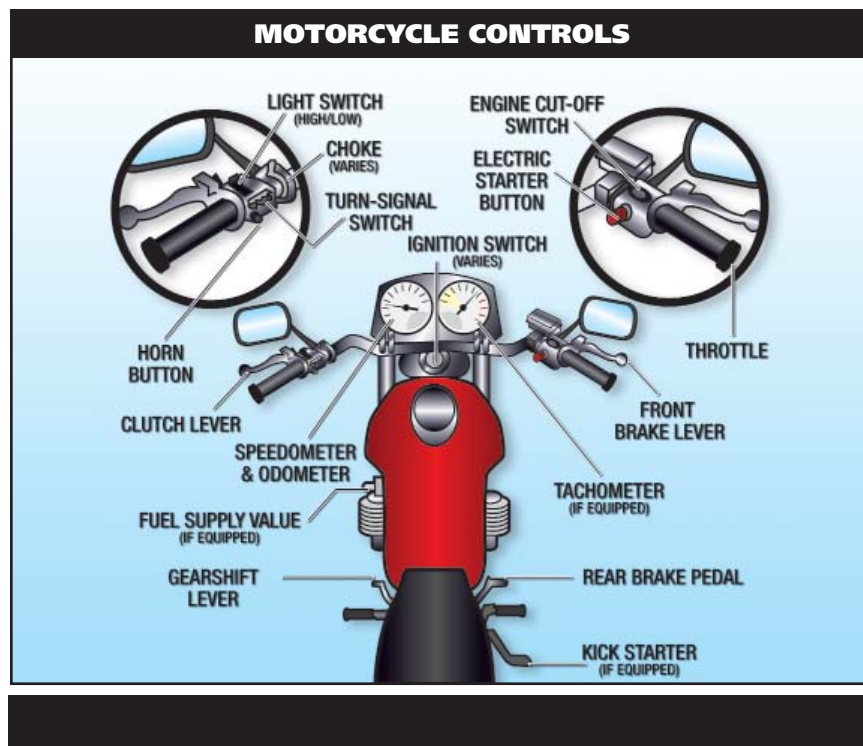 MOTORCYCLE CONTROLS
LIGHT SWITCH
(HIGH/LOW)
CHOKE
(VARIES)
TURN-SIGNAL
SWITCH
ENGINE CUT-OFF
SWITCH
ELECTRIC
STARTER
BUTTON
IGNITION SWITCH
(VARIES)
HORN
BUTTON
THROTTLE
CLUTCH LEVER
FRONT
BRAKE LEVER
SPEEDOMETER
& ODOMETER
TACHOMETER
(IF EQUIPPED)
FUEL SUPPLY VALUE
(IF EQUIPPED)
GEARSHIFT
LEVER
REAR BRAKE PEDAL
KICK STARTER
(IF EQUIPPED)